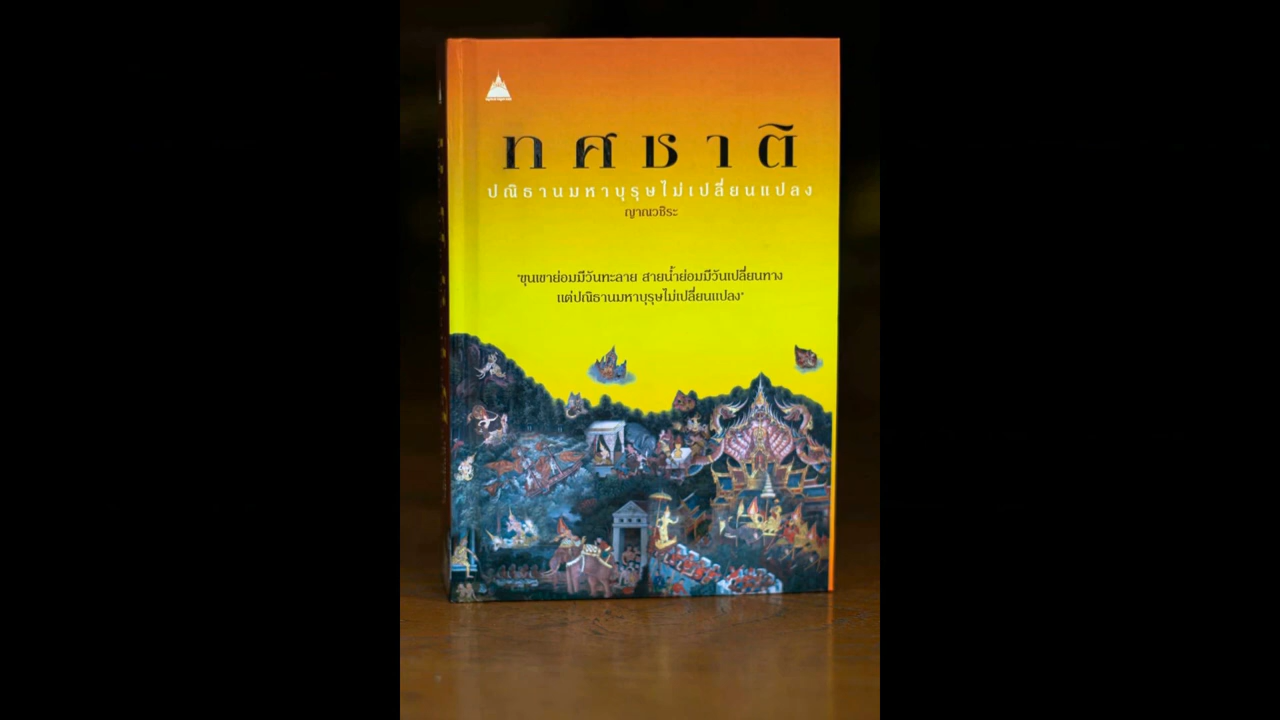 ทศชาติ
ปณิธานมหาบุรุษไม่เปลี่ยนแปลง
ญาณวชิระ
"ขุนเขาย่อมมีวันทะลาย สายน้ำย่อมมีวันเปลี่ยนทาง
แต่ปณิธานมหาบุรุษไม่เปลี่ยนแปลง"